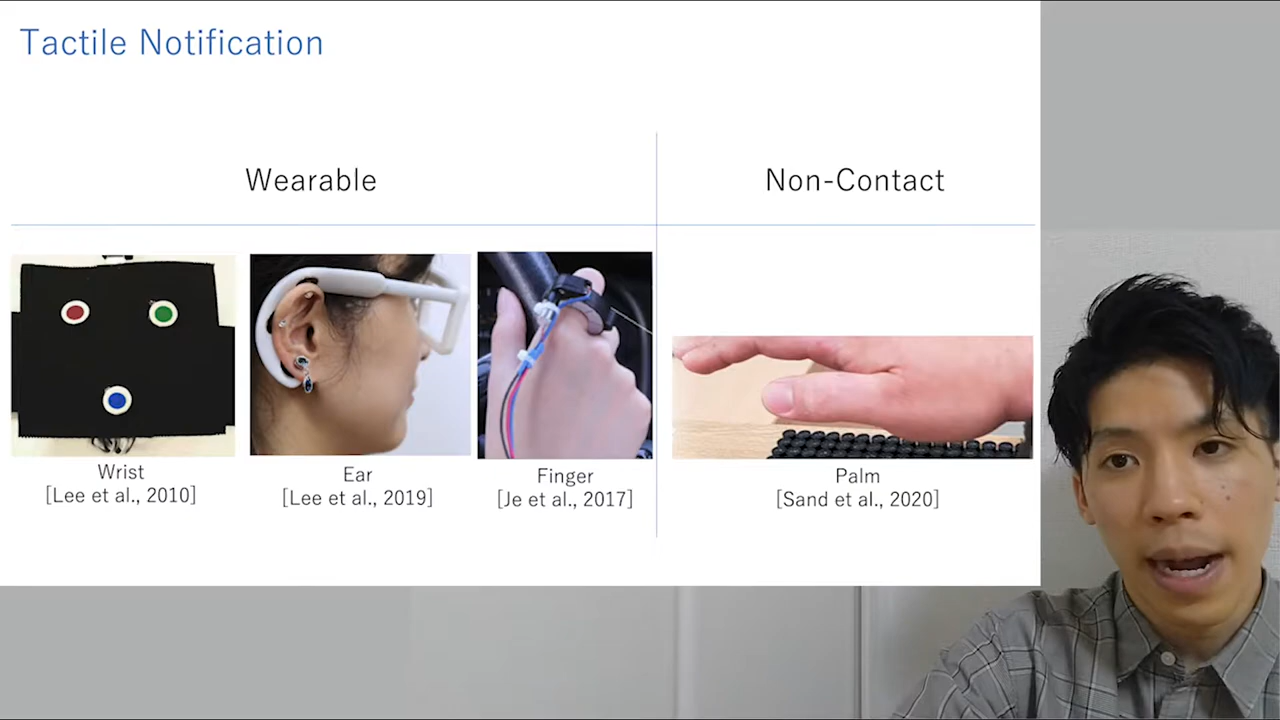 Tactile Notification
Wearable
Non-Contact
Wrist
[Lee et al., 2010]
Ear
[Lee et al., 2019]
Finger
[Je et al., 2017]
Palm
[Sand et al., 2020]